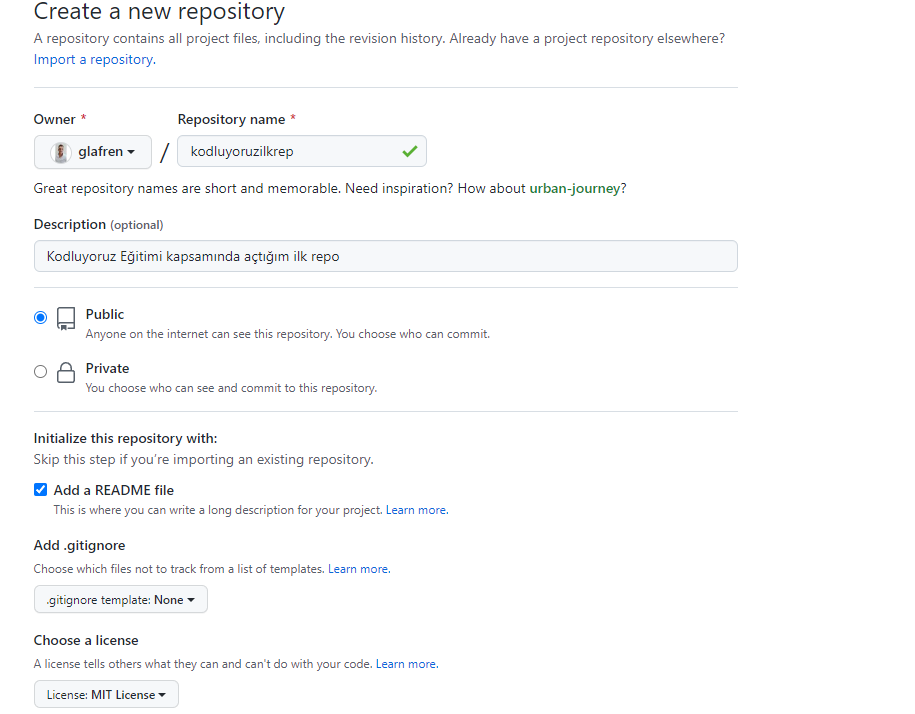 Create a new repository
A repository contains all project files, including the revision history. Already have a project repository elsewhere?
Import a repository.
Owner * Repository name *
glafren / kodluyoruzilkrep
Great repository names are short and memorable. Need inspiration? How about urban-journey?
Description (optional)
Kodluyoruz Eğitimi kapsamında açtığım ilk repo
Public
Anyone on the internet can see this repository. You choose who can commit.
Private
You choose who can see and commit to this repository.
Initialize this repository with:
Skip this step if you're importing an existing repository.
Add a README file
This is where you can write a long description for your project. Learn more.
Add .gitignore
Choose which files not to track from a list of templates. Learn more.
.gitignore template: None
Choose a license
A license tells others what they can and can't do with your code. Learn more.
License: MIT License